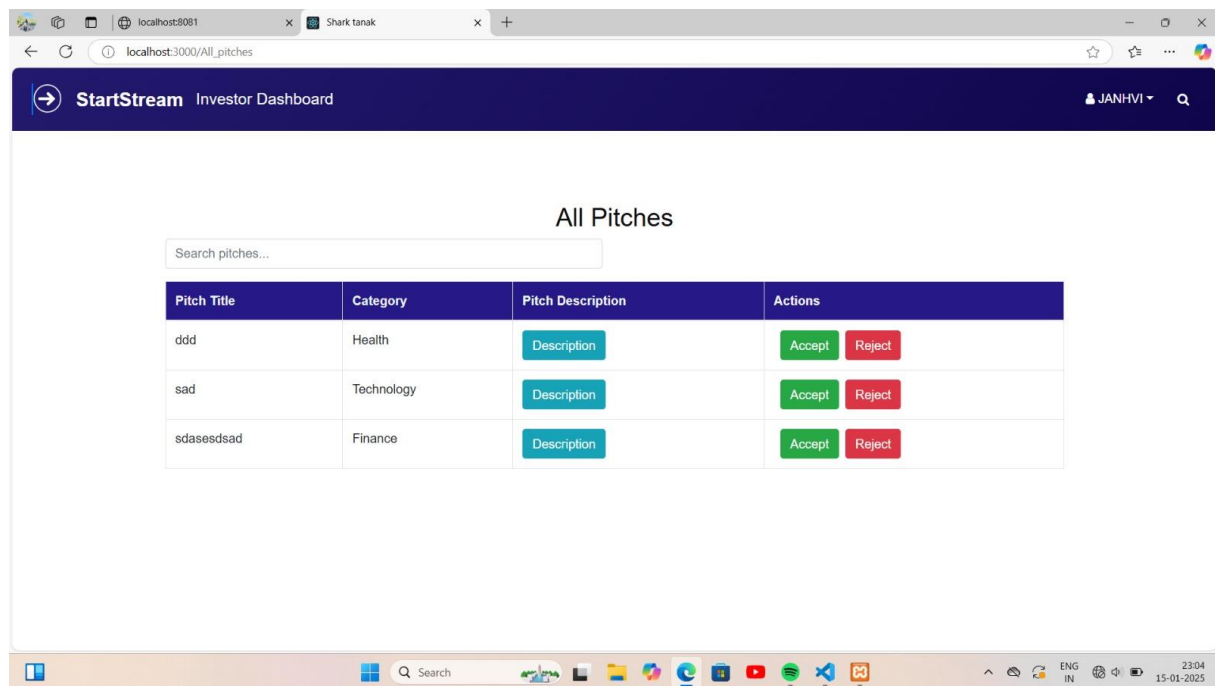 localhost:8081
Shark tanak
localhost:3000/All_pitches
StartStream Investor Dashboard
JANHVI
All Pitches
Search pitches...
Pitch Title Category Pitch Description Actions
ddd Health Description Accept Reject
sad Technology Description Accept Reject
sdasesdsad Finance Description Accept Reject
Search
ENG
IN
23:04
15-01-2025